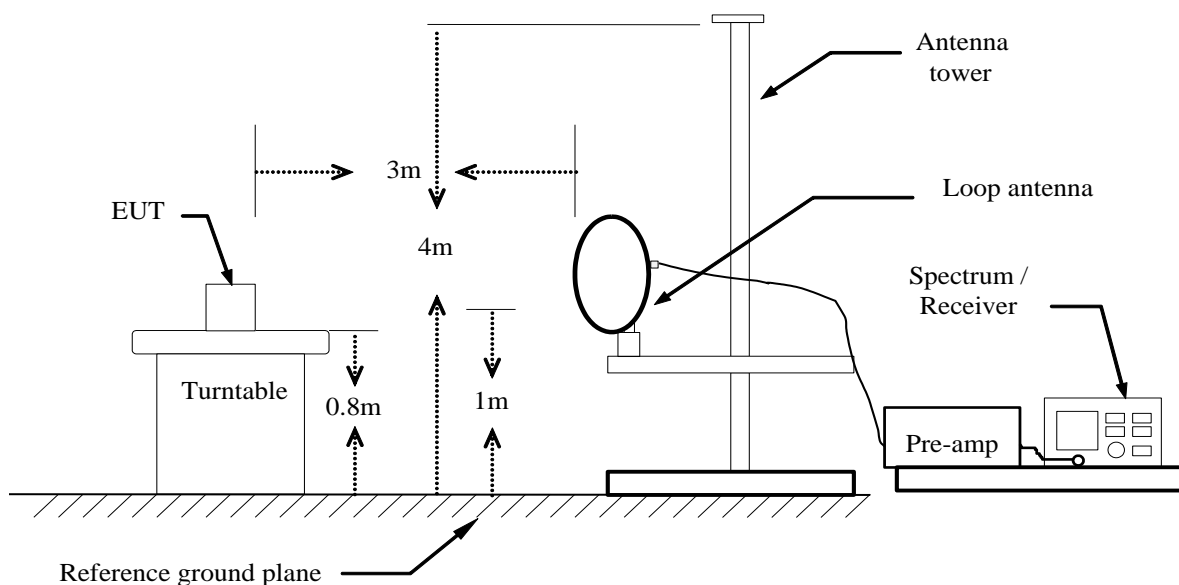 Antenna
tower
3m
Loop antenna
EUT
4m
Spectrum /
Receiver
Turntable
0.8m
1m
Pre-amp
Reference ground plane